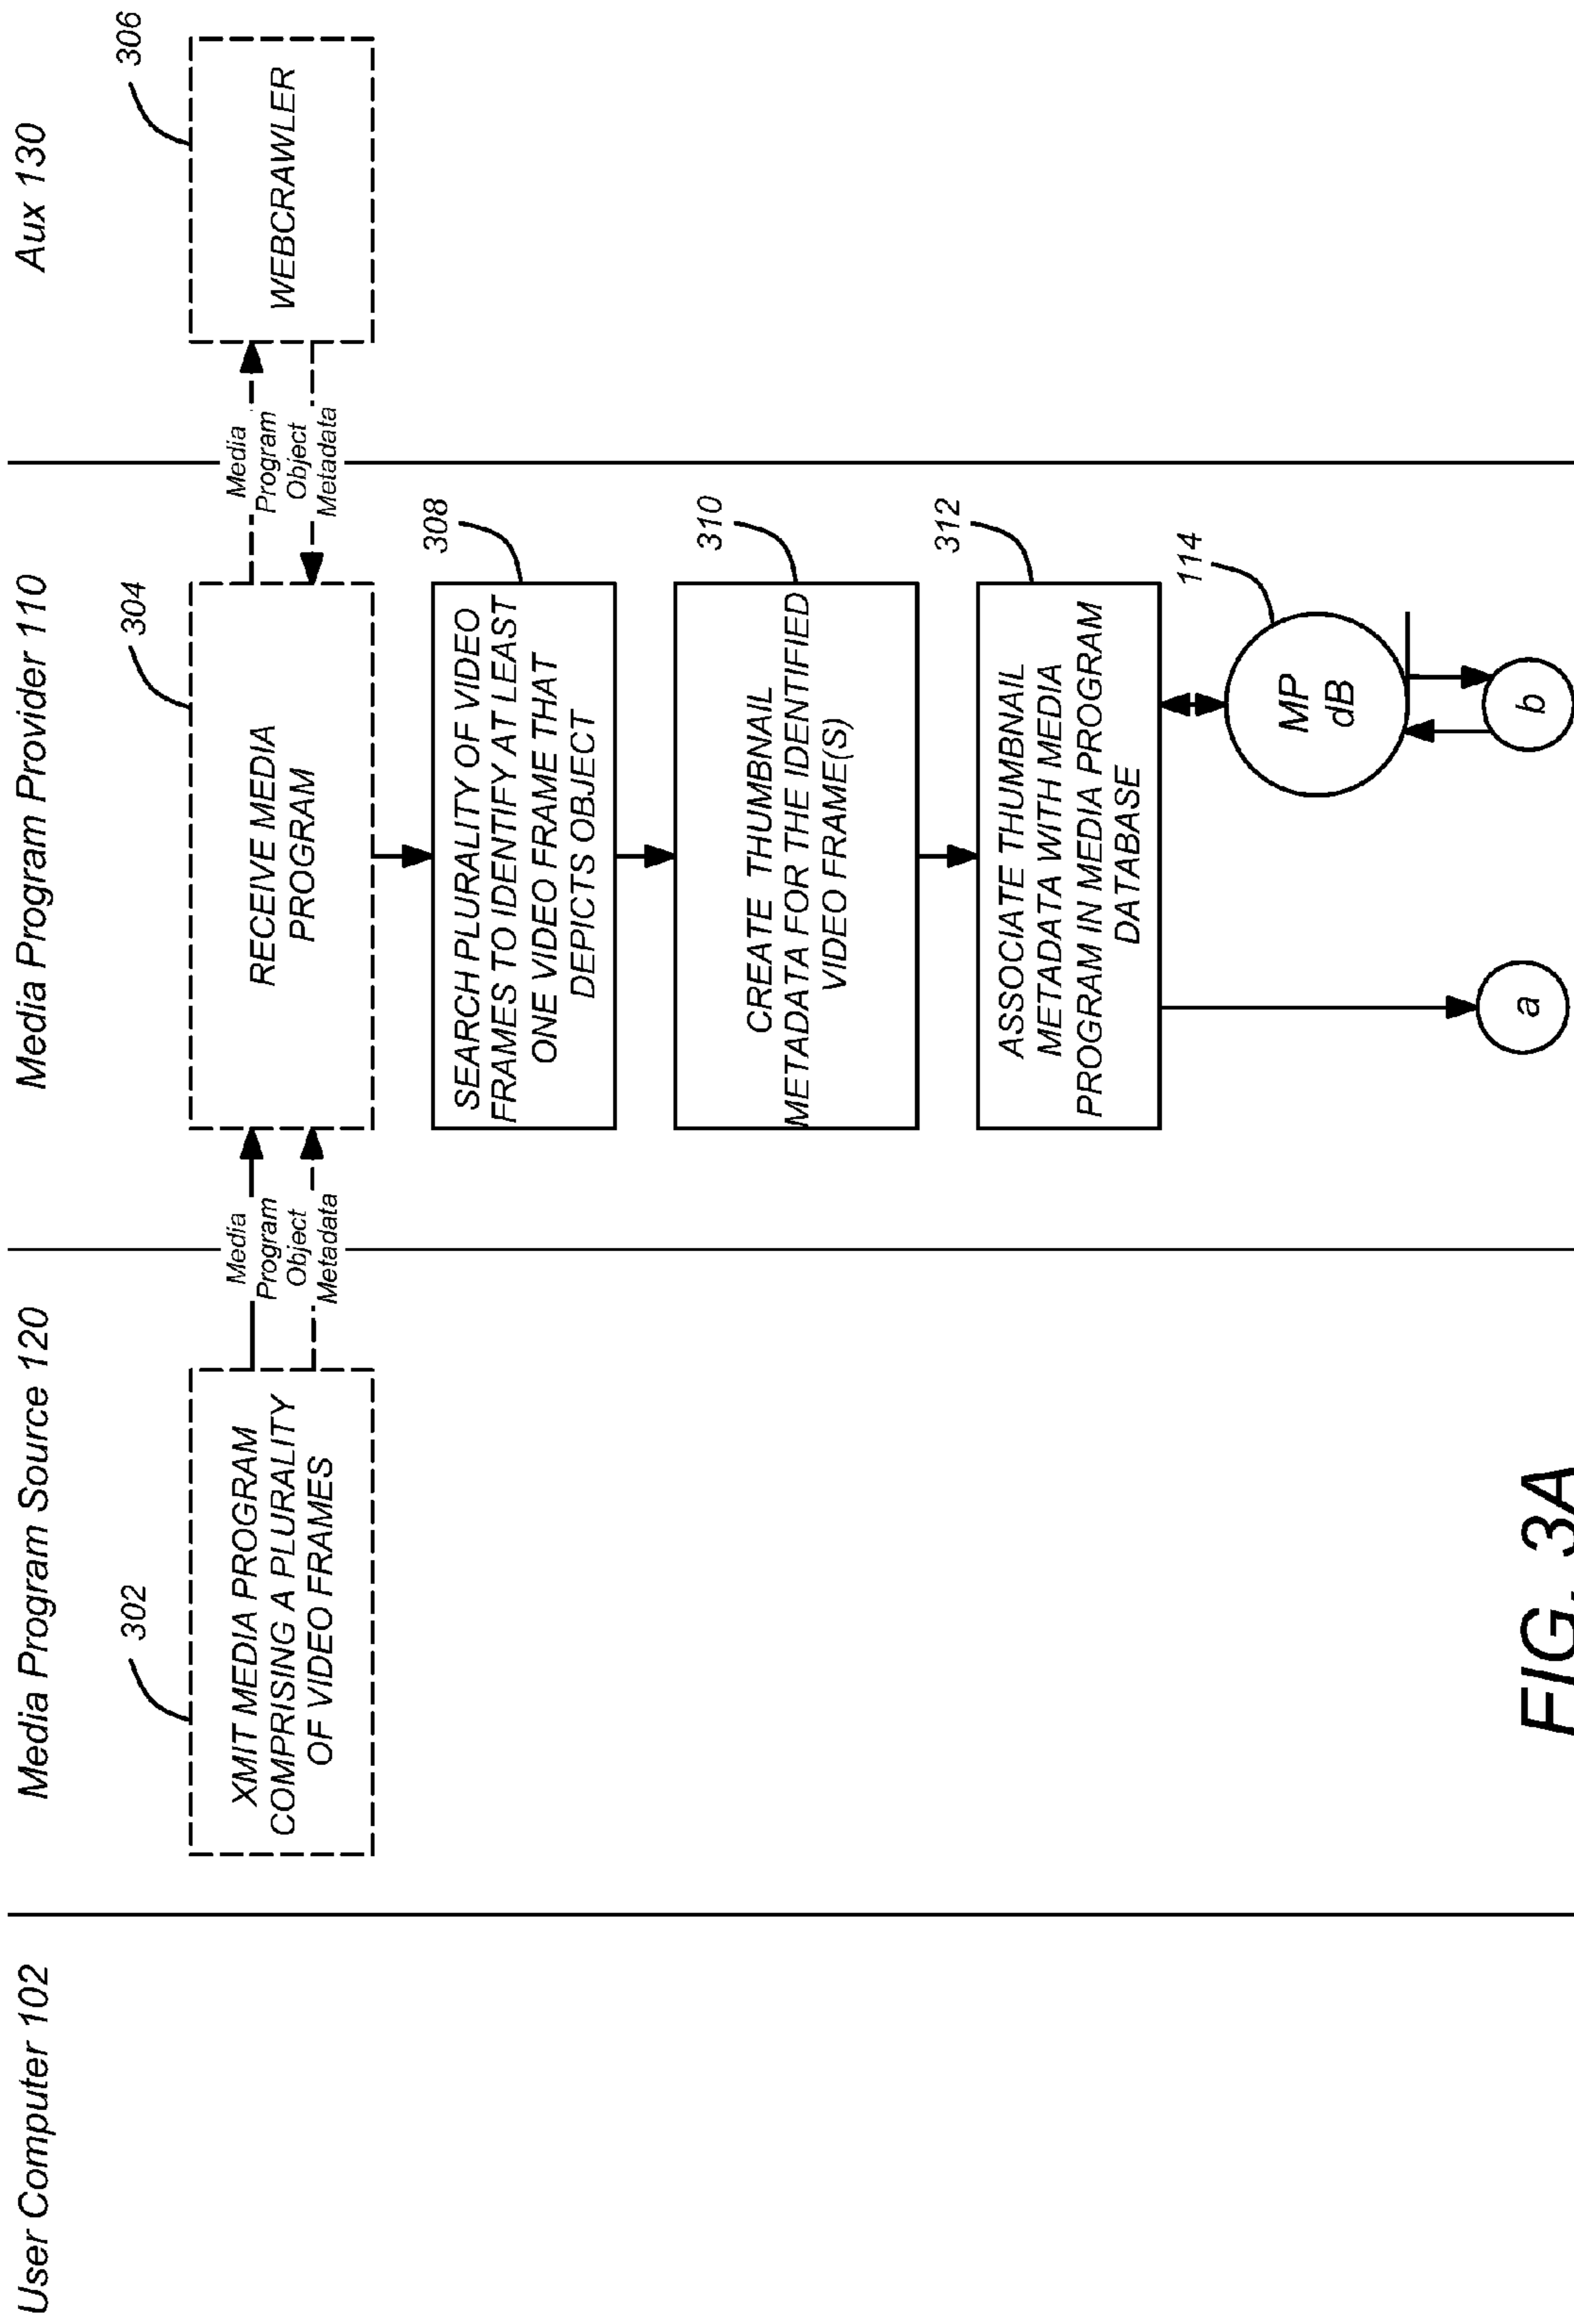 User Computer 102
Media Program Source 120
Media Program Provider 110
Aux 130
302
XMIT MEDIA PROGRAM
COMPRISING A PLURALITY
OF VIDEO FRAMES
Media
Program
Object
Metadata
304
RECEIVE MEDIA
PROGRAM
Media
Program
Object
Metadata
306
WEBCRAWLER
308
SEARCH PLURALITY OF VIDEO
FRAMES TO IDENTIFY AT LEAST
ONE VIDEO FRAME THAT
DEPICTS OBJECT
310
CREATE THUMBNAIL
METADATA FOR THE IDENTIFIED
VIDEO FRAME(S)
312
ASSOCIATE THUMBNAIL
METADATA WITH MEDIA
PROGRAM IN MEDIA PROGRAM
DATABASE
114
MP
dB
a
b
FIG. 3A